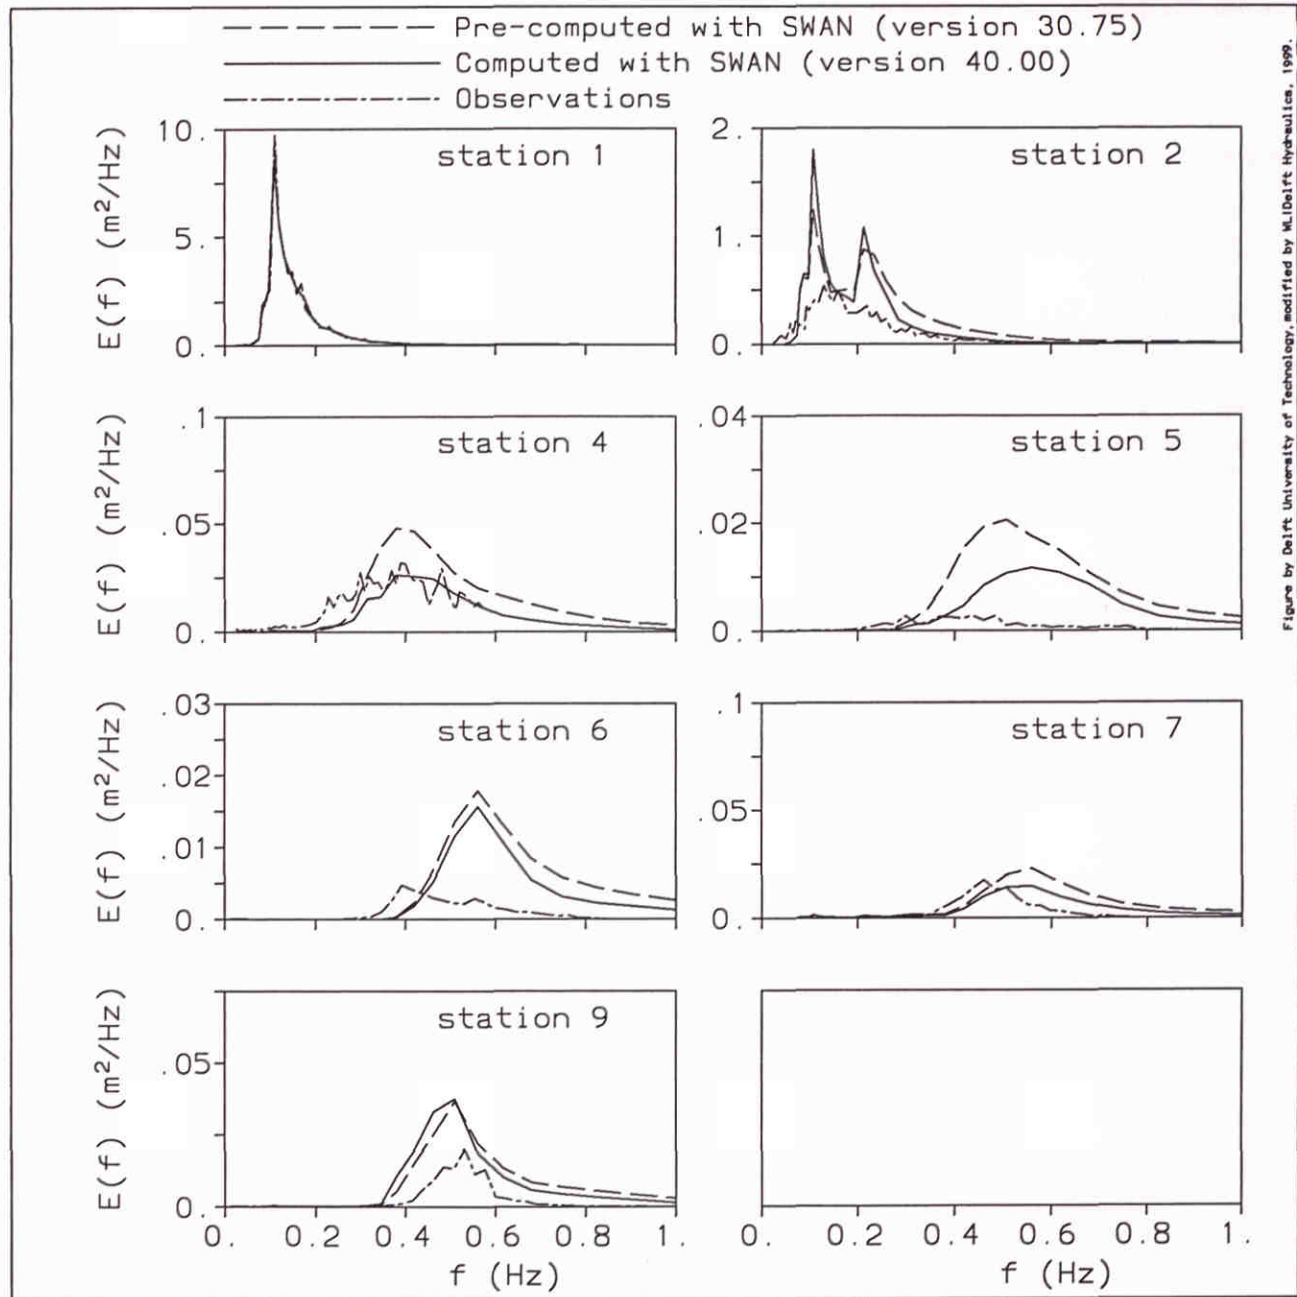 Pre-computed with SWAN (version 30.75)
Computed with SWAN (version 40.00)
Observations
Figure by Delft University of Technology, modified by WL|Delft Hydraulics, 1999.
10.
5.
0.
E(f) (m²/Hz)
station 1
2.
1.
0.
station 2
.1
.05
0.
E(f) (m²/Hz)
station 4
.04
.02
0.
station 5
.03
.02
.01
0.
E(f) (m²/Hz)
station 6
.1
.05
0.
station 7
.05
0.
E(f) (m²/Hz)
station 9
0. 0.2 0.4 0.6 0.8 1.
f (Hz)
0. 0.2 0.4 0.6 0.8 1.
f (Hz)